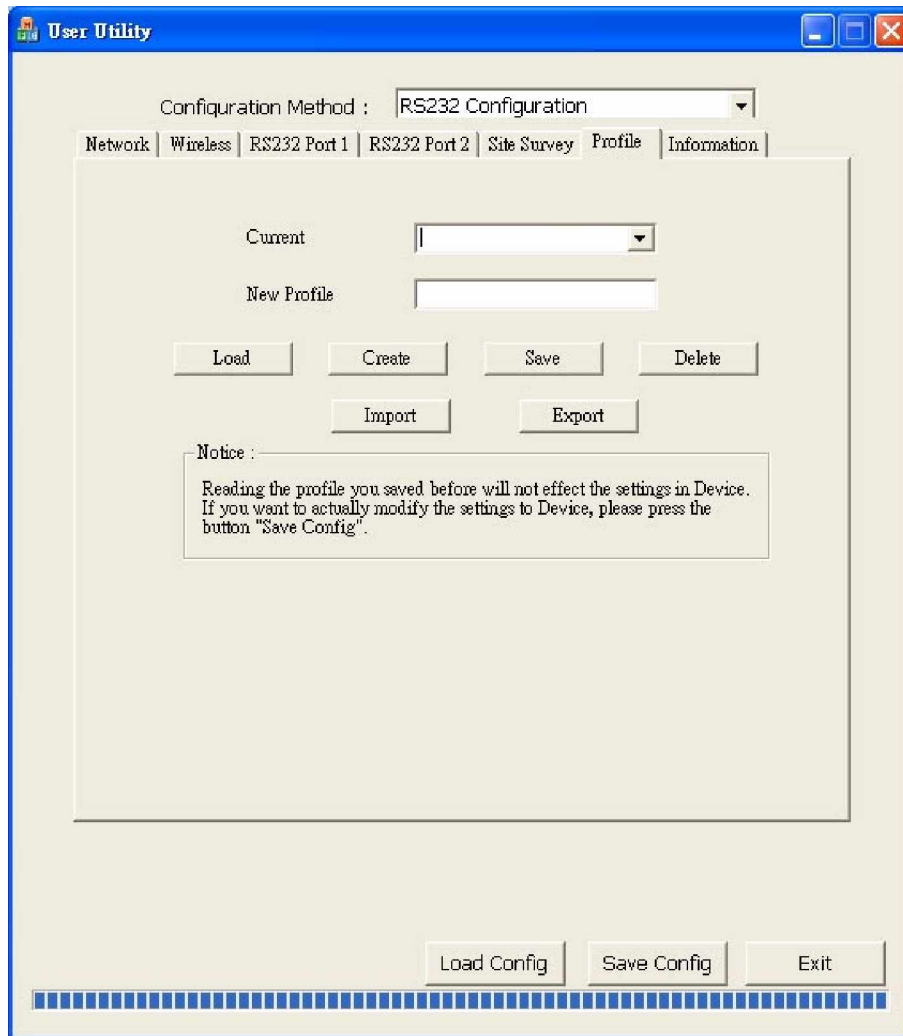 User Utility
Configuration Method : RS232 Configuration
Network Wireless RS232 Port 1 RS232 Port 2 Site Survey Profile Information
Current
New Profile
Load Create Save Delete
Import Export
Notice :
Reading the profile you saved before will not effect the settings in Device.
If you want to actually modify the settings to Device, please press the
button "Save Config".
Load Config Save Config Exit